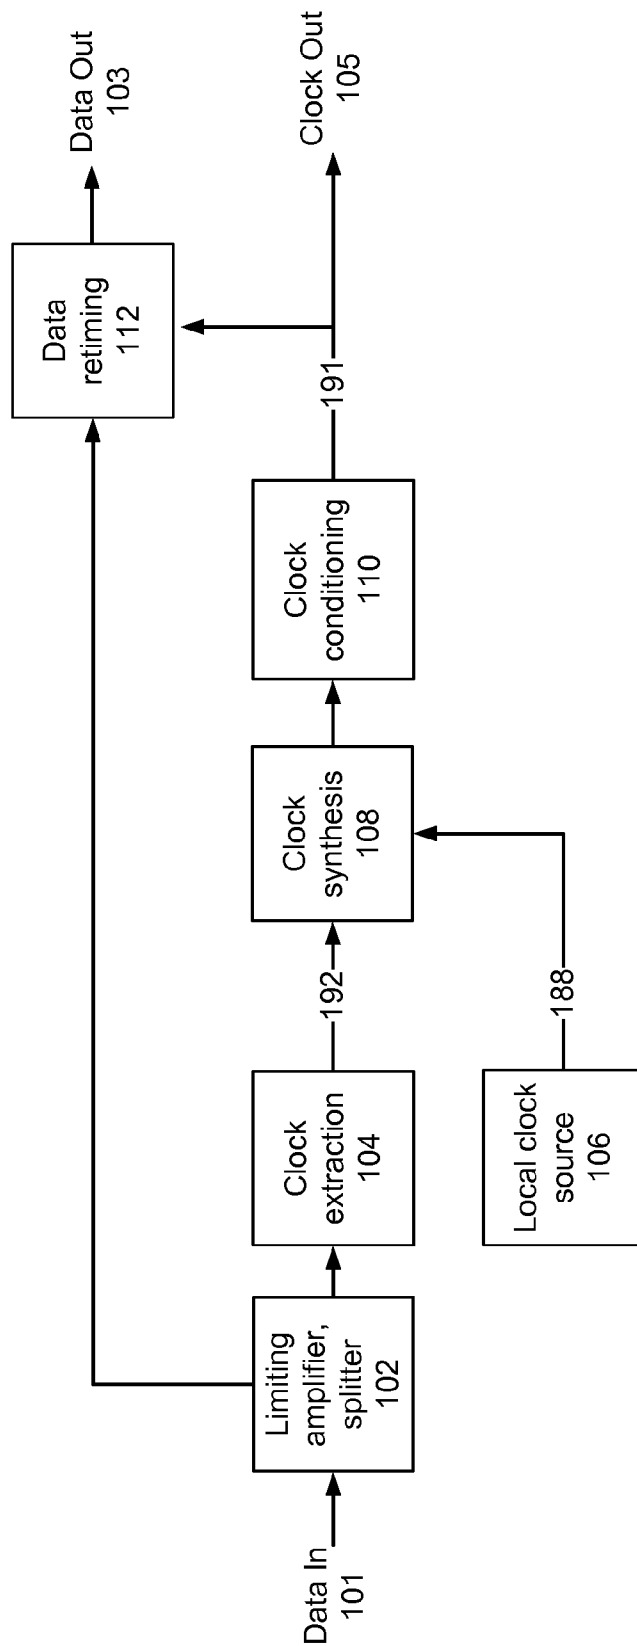 Data In
101
Limiting
amplifier,
splitter
102
Clock
extraction
104
192
Local clock
source
106
188
Clock
synthesis
108
Clock
conditioning
110
191
Data
retiming
112
Data Out
103
Clock Out
105